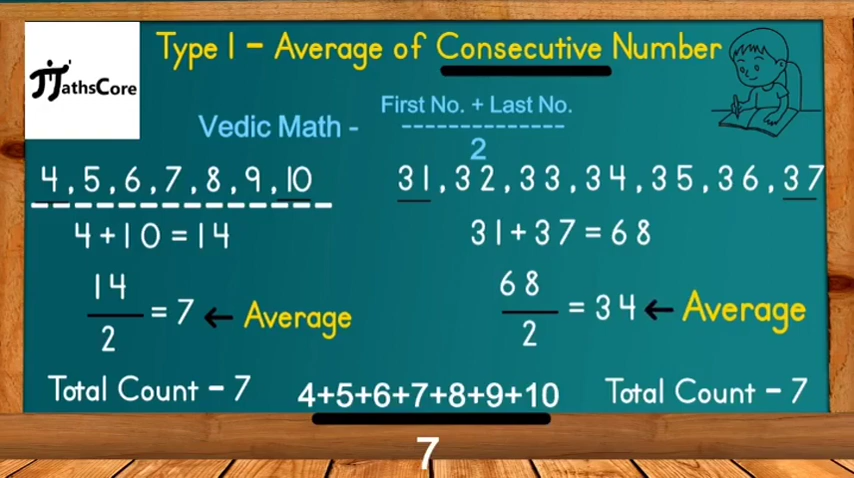 Type 1 – Average of Consecutive Number
πathsCore
First No. + Last No.
Vedic Math - --------------
2
4, 5, 6, 7, 8, 9, 10
31, 32, 33, 34, 35, 36, 37
4+10 = 14
31+37 = 68
14
2
= 7 ← Average
68
2
= 34 ← Average
Total Count – 7
4+5+6+7+8+9+10
7
Total Count – 7